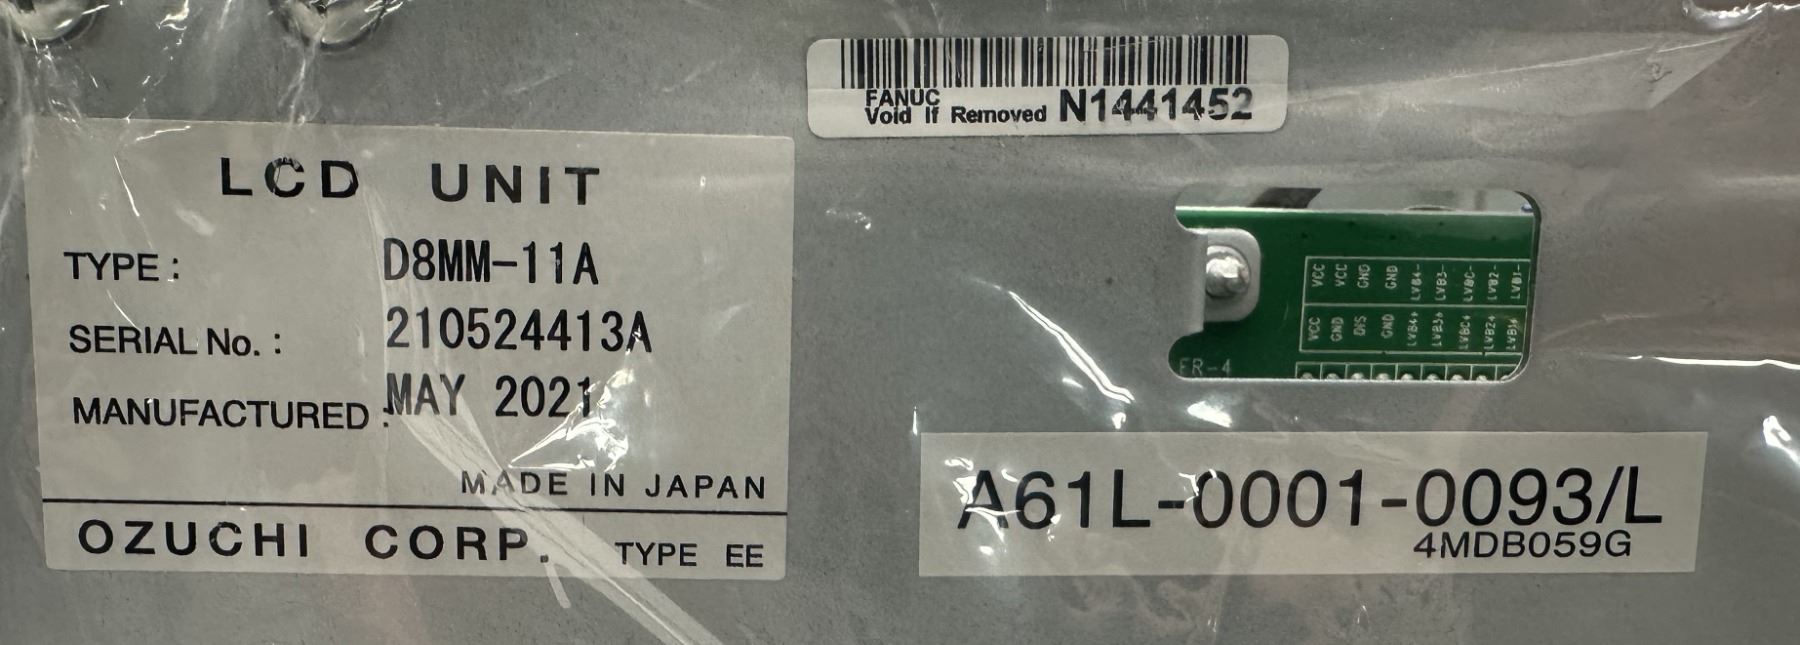 FANUC
Void If Removed N1441452
LCD UNIT
TYPE : D8MM-11A
SERIAL No. : 210524413A
MANUFACTURED : MAY 2021
MADE IN JAPAN
OZUCHI CORP. TYPE EE
VCC VCC GND GND LVB4- LVB3- LVBC- LVB2- LVB1-
VCC GND DPS GND LVB4+ LVB3+ LVBC+ LVB2+ LVB1+
FR-4
A61L-0001-0093/L
4MDB059G